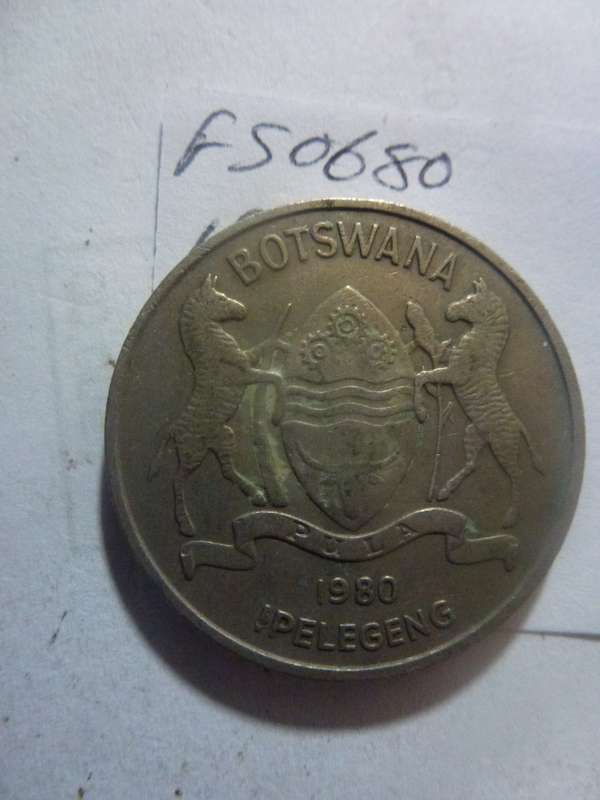 FS0680
BOTSWANA
PULA
1980
IPELEGENG